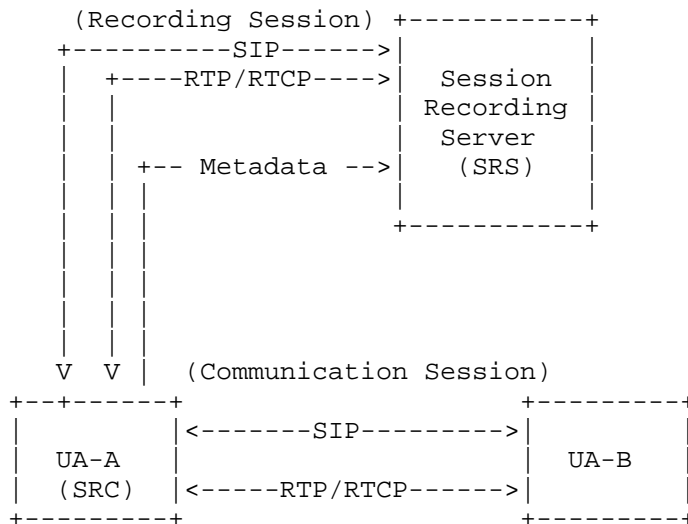 (Recording Session) +-----------+
+----------SIP------>|           |
|  +----RTP/RTCP---->|  Session  |
|  |                 | Recording |
|  |                 |  Server   |
|  | +-- Metadata -->|   (SRS)   |
|  | |               |           |
|  | |               +-----------+
|  | |
|  | |
|  | |
|  | |
|  | |
V  V |  (Communication Session)
+--+------+                     +---------+
|         |<-------SIP--------->|         |
|  UA-A   |                     |  UA-B   |
|  (SRC)  |<-----RTP/RTCP------>|         |
+---------+                     +---------+